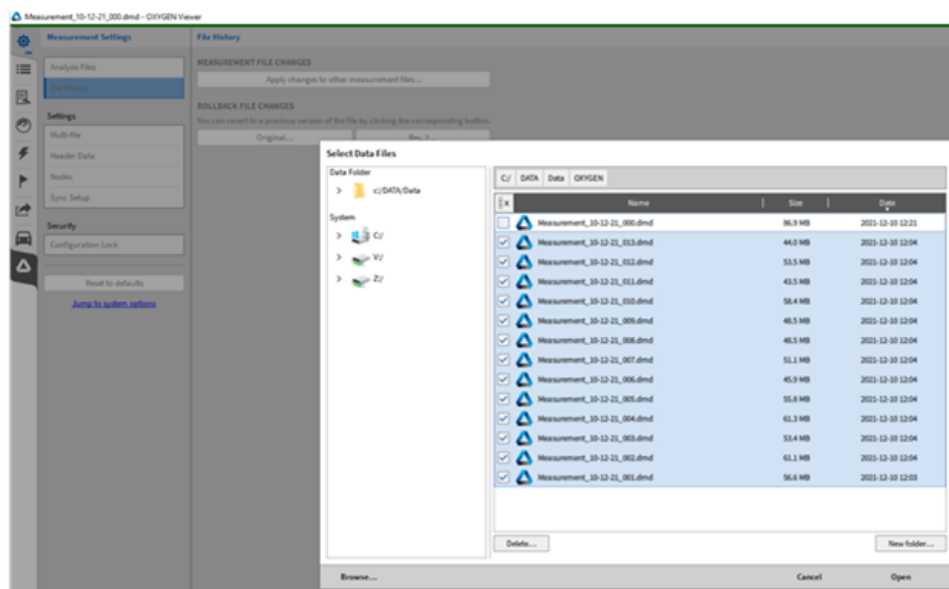 Measurement_10-12-21_000.dmd - OXYGEN Viewer
Measurement Settings
File History
Analysis Files
File History
MEASUREMENT FILE CHANGES
Apply changes to other measurement files...
ROLLBACK FILE CHANGES
You can revert to a previous version of the file by clicking the corresponding button.
Original...
Settings
Multi-file
Header Data
Nodes
Sync Setup
Security
Configuration Lock
Reset to defaults
Jump to system options
Select Data Files
Data Folder
c:/DATA/Data
System
C:/
V:/
Z:/
C:/ DATA Data OXYGEN
Name Size Date
Measurement_10-12-21_000.dmd 86.9 MB 2021-12-10 12:21
Measurement_10-12-21_013.dmd 44.0 MB 2021-12-10 12:04
Measurement_10-12-21_012.dmd 53.5 MB 2021-12-10 12:04
Measurement_10-12-21_011.dmd 43.5 MB 2021-12-10 12:04
Measurement_10-12-21_010.dmd 58.4 MB 2021-12-10 12:04
Measurement_10-12-21_009.dmd 48.5 MB 2021-12-10 12:04
Measurement_10-12-21_008.dmd 48.5 MB 2021-12-10 12:04
Measurement_10-12-21_007.dmd 51.1 MB 2021-12-10 12:04
Measurement_10-12-21_006.dmd 45.9 MB 2021-12-10 12:04
Measurement_10-12-21_005.dmd 55.8 MB 2021-12-10 12:04
Measurement_10-12-21_004.dmd 61.3 MB 2021-12-10 12:04
Measurement_10-12-21_003.dmd 53.4 MB 2021-12-10 12:04
Measurement_10-12-21_002.dmd 61.1 MB 2021-12-10 12:04
Measurement_10-12-21_001.dmd 56.6 MB 2021-12-10 12:03
Delete...
New folder...
Browse...
Cancel
Open